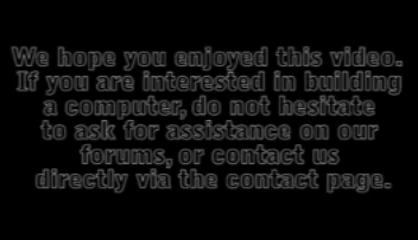 We hope you enjoyed this video.
If you are interested in building
a computer, do not hesitate
to ask for assistance on our
forums, or contact us
directly via the contact page.